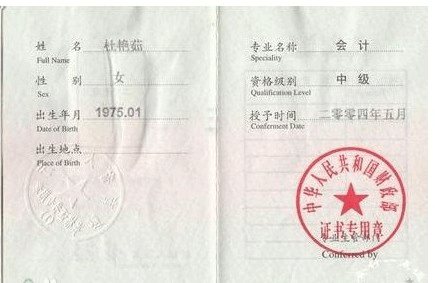 姓 名 杜艳茹
Full Name
性 别 女
Sex
出生年月 1975.01
Date of Birth
出生地点
Place of Birth
专业名称 会计
Speciality
资格级别 中级
Qualification Level
授予时间 二零零四年五月
Conferment Date
中华人民共和国财政部
证书专用章
Conferred by